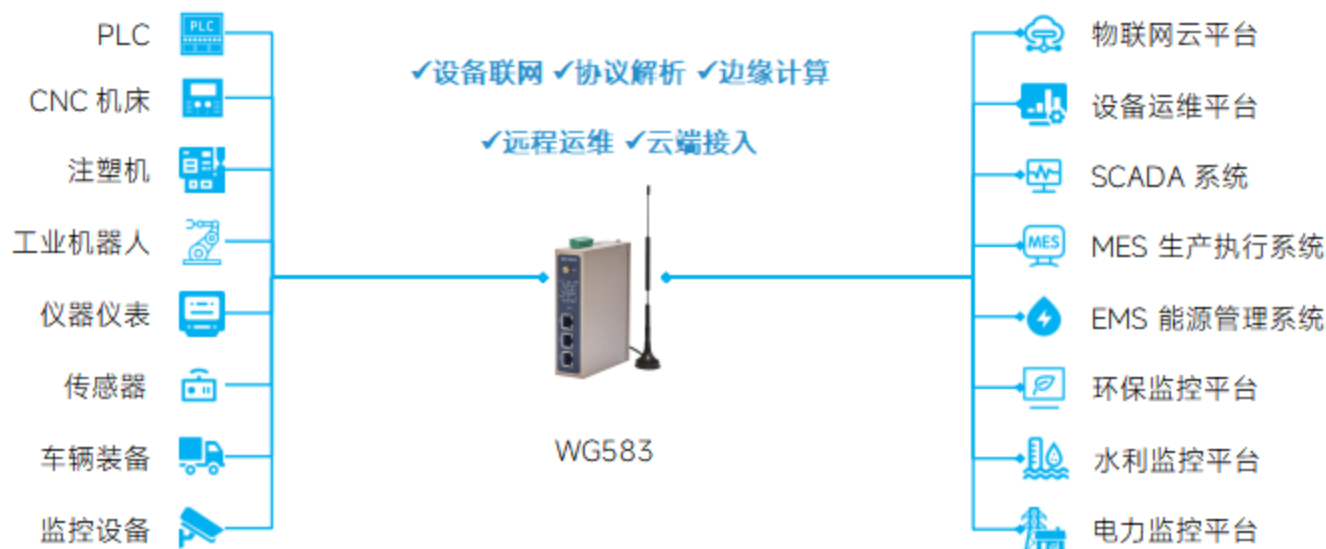 PLC
PLC
CNC 机床
注塑机
工业机器人
仪器仪表
传感器
车辆装备
监控设备
✓设备联网 ✓协议解析 ✓边缘计算
✓远程运维 ✓云端接入
WG583
物联网云平台
设备运维平台
SCADA 系统
MES
MES 生产执行系统
EMS 能源管理系统
环保监控平台
水利监控平台
电力监控平台